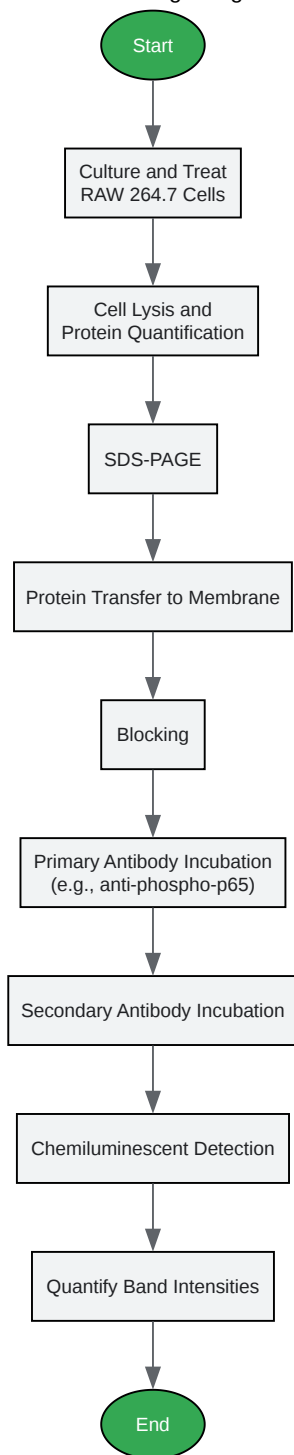 Start
Culture and Treat
RAW 264.7 Cells
Cell Lysis and
Protein Quantification
SDS-PAGE
Protein Transfer to Membrane
Blocking
Primary Antibody Incubation
(e.g., anti-phospho-p65)
Secondary Antibody Incubation
Chemiluminescent Detection
Quantify Band Intensities
End